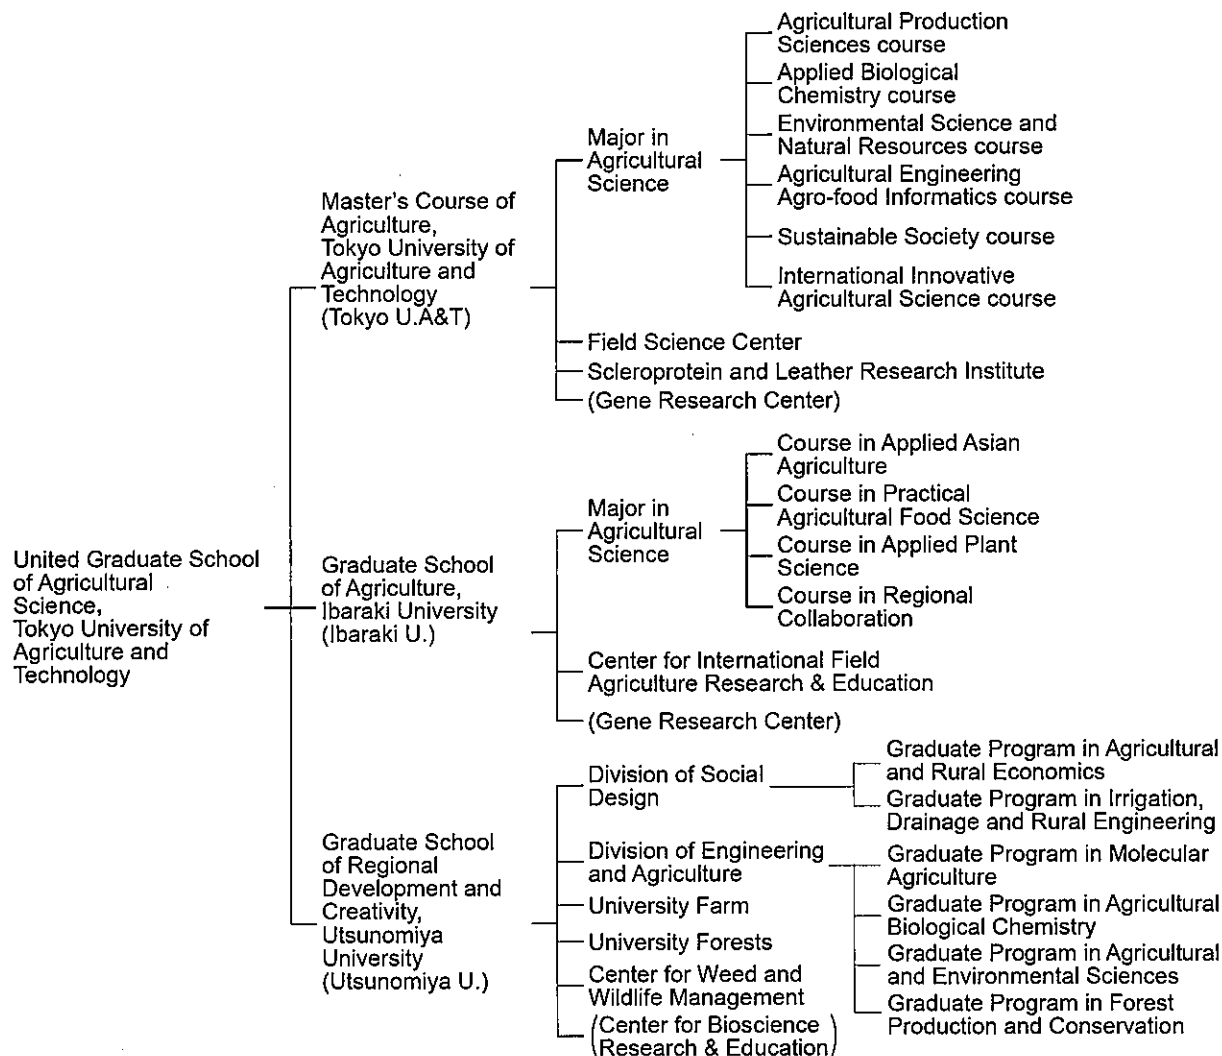 United Graduate School
of Agricultural
Science,
Tokyo University of
Agriculture and
Technology
Master's Course of
Agriculture,
Tokyo University of
Agriculture and
Technology
(Tokyo U.A&T)
Major in
Agricultural
Science
Agricultural Production
Sciences course
Applied Biological
Chemistry course
Environmental Science and
Natural Resources course
Agricultural Engineering
Agro-food Informatics course
Sustainable Society course
International Innovative
Agricultural Science course
Field Science Center
Scleroprotein and Leather Research Institute
(Gene Research Center)
Graduate School
of Agriculture,
Ibaraki University
(Ibaraki U.)
Major in
Agricultural
Science
Course in Applied Asian
Agriculture
Course in Practical
Agricultural Food Science
Course in Applied Plant
Science
Course in Regional
Collaboration
Center for International Field
Agriculture Research & Education
(Gene Research Center)
Graduate School
of Regional
Development and
Creativity,
Utsunomiya
University
(Utsunomiya U.)
Division of Social
Design
Graduate Program in Agricultural
and Rural Economics
Graduate Program in Irrigation,
Drainage and Rural Engineering
Division of Engineering
and Agriculture
Graduate Program in Molecular
Agriculture
Graduate Program in Agricultural
Biological Chemistry
Graduate Program in Agricultural
and Environmental Sciences
Graduate Program in Forest
Production and Conservation
University Farm
University Forests
Center for Weed and
Wildlife Management
(Center for Bioscience
Research & Education)